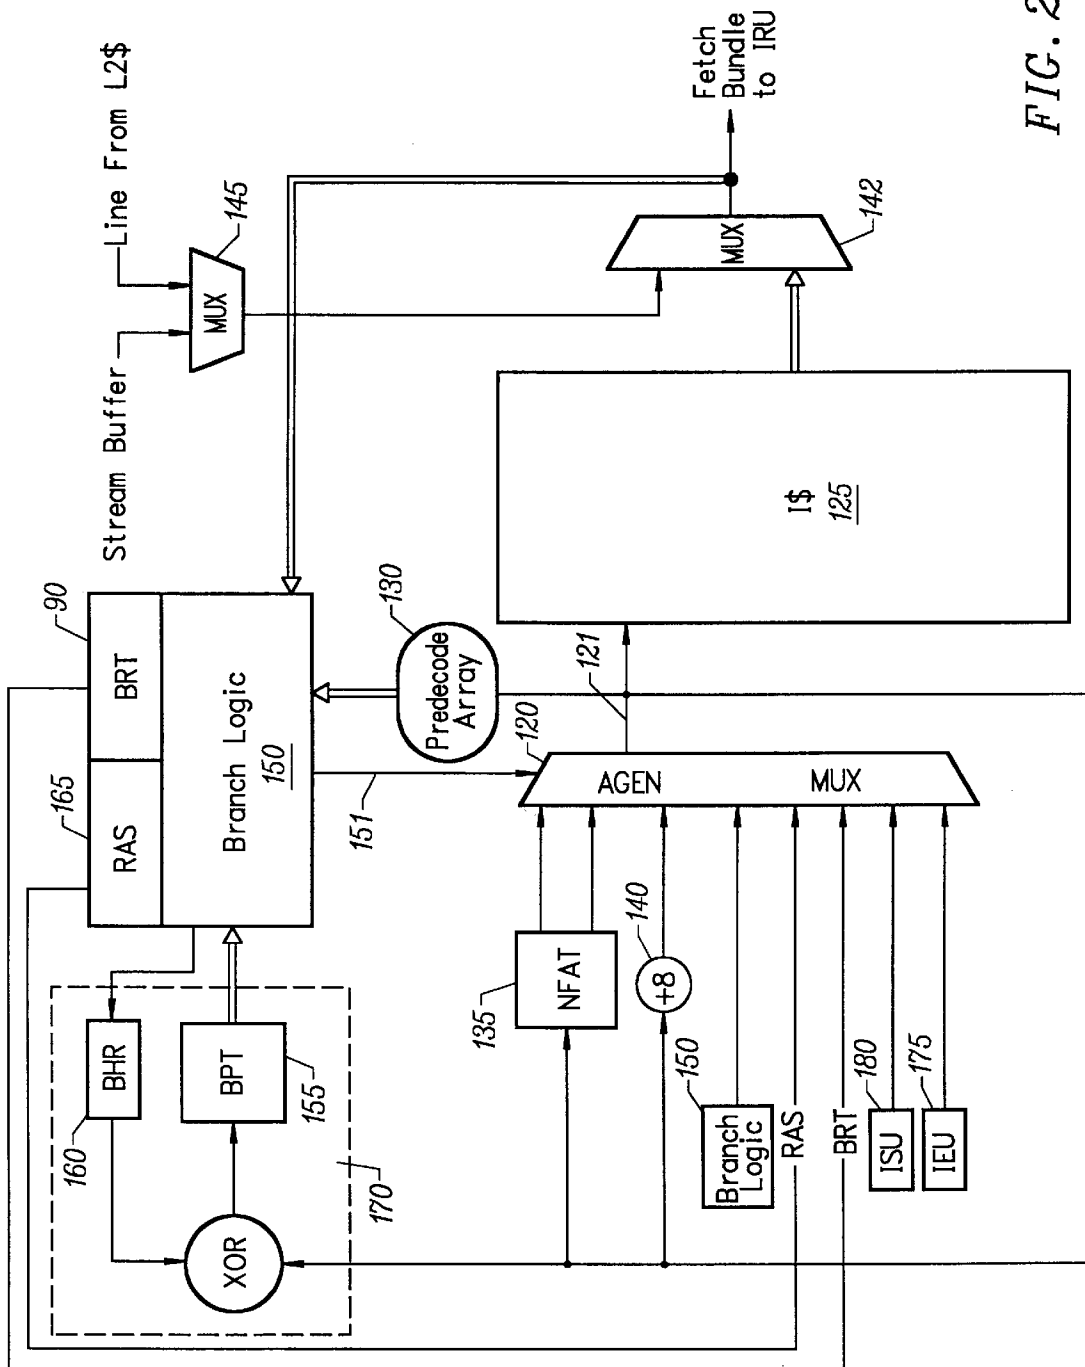 Line From L2$
Stream Buffer
MUX
145
Fetch
Bundle
to IRU
MUX
142
FIG. 2
90
BRT
165
RAS
Branch Logic
150
BHR
160
BPT
155
XOR
170
Predecode
Array
130
151
121
120
AGEN
MUX
I$
125
135
NFAT
140
+8
150
Branch
Logic
RAS
BRT
180
ISU
175
IEU